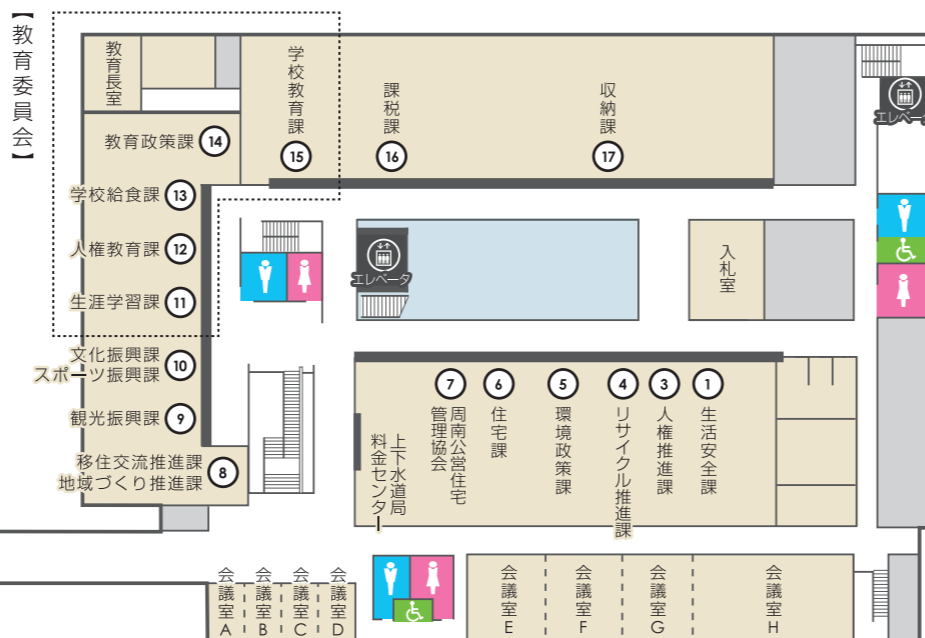 【教育委員会】
教育長室
学校教育課
15
課税課
16
収納課
17
エレベータ
教育政策課
14
学校給食課
13
人権教育課
12
生涯学習課
11
文化振興課
スポーツ振興課
10
観光振興課
9
移住交流推進課
地域づくり推進課
8
エレベータ
入札室
上下水道局
料金センター
7
周南公営住宅
管理協会
6
住宅課
5
環境政策課
4
リサイクル推進課
3
人権推進課
1
生活安全課
会議室A
会議室B
会議室C
会議室D
会議室E
会議室F
会議室G
会議室H